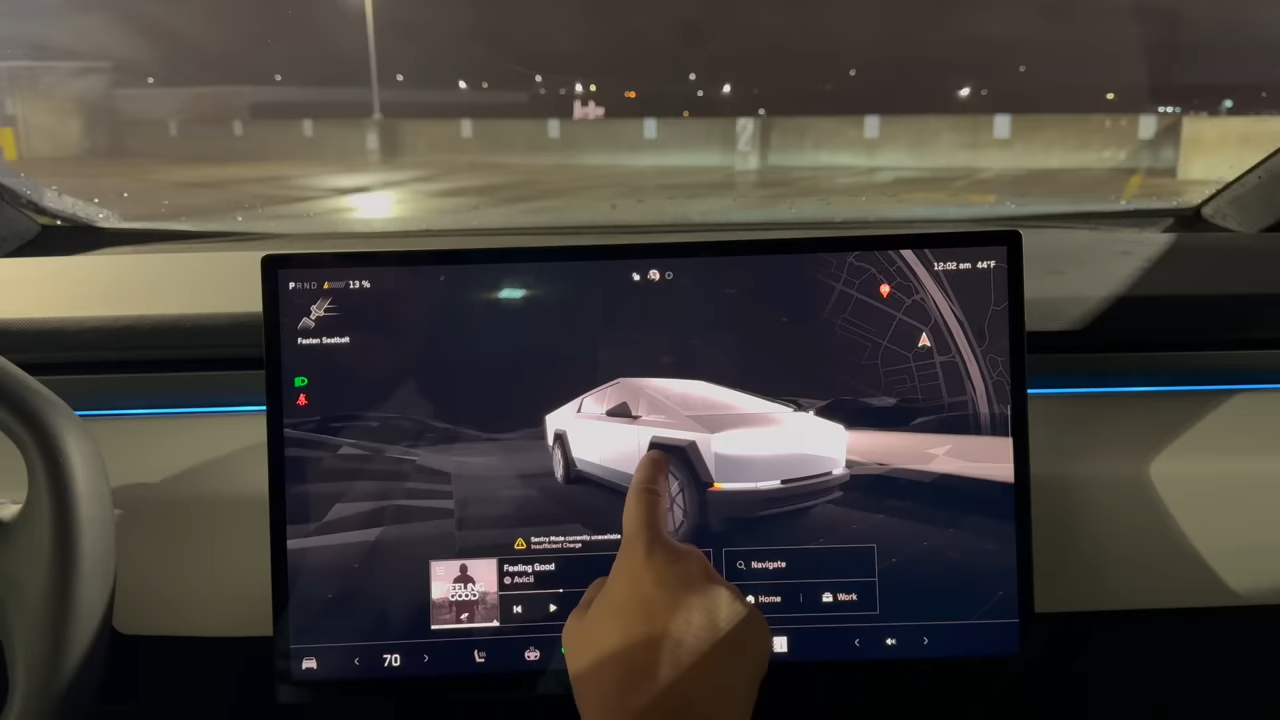 PRND 13 %
12:02 am 44°F
Fasten Seatbelt
Sentry Mode currently unavailable
Insufficient Charge
Feeling Good
Avicii
FEELING
GOOD
Navigate
Home
Work
70
2